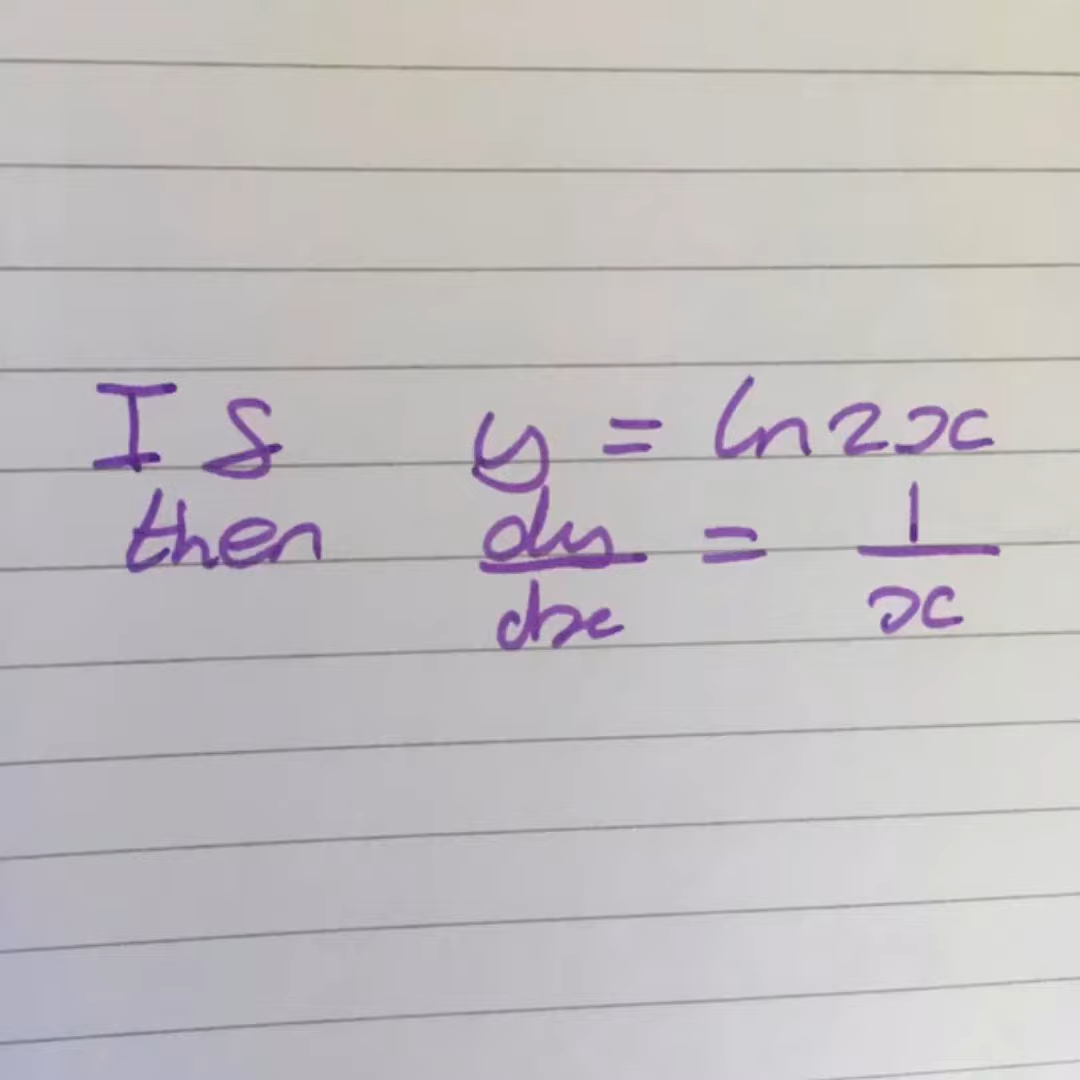 If y = ln2x
then dy/dx = 1/x